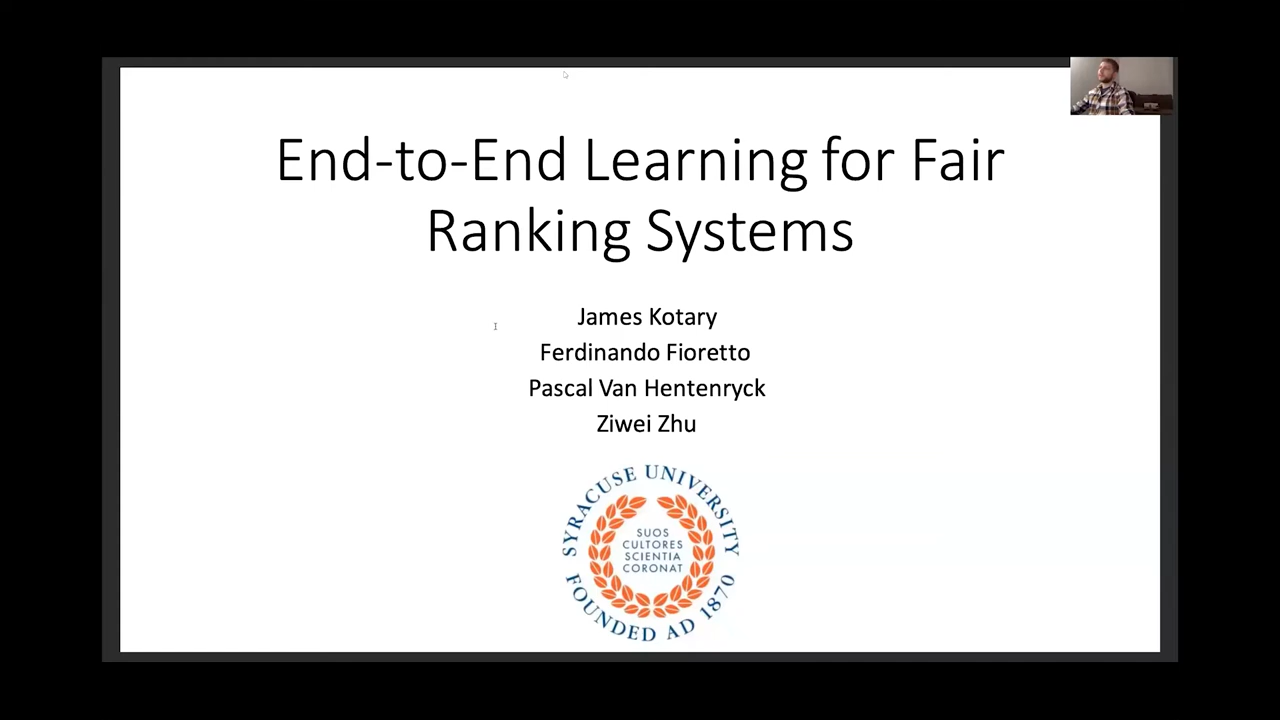 End-to-End Learning for Fair
Ranking Systems
James Kotary
Ferdinando Fioretto
Pascal Van Hentenryck
Ziwei Zhu
SYRACUSE UNIVERSITY
SUOS
CULTORES
SCIENTIA
CORONAT
FOUNDED AD 1870